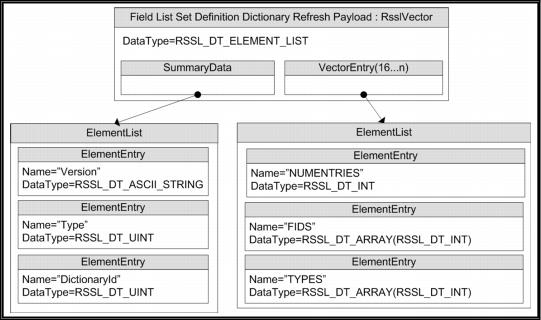 Field List Set Definition Dictionary Refresh Payload : RsslVector
DataType=RSSL_DT_ELEMENT_LIST
SummaryData
VectorEntry(16...n)
ElementList
ElementEntry
Name="Version"
DataType=RSSL_DT_ASCII_STRING
ElementEntry
Name="Type"
DataType=RSSL_DT_UINT
ElementEntry
Name="DictionaryId"
DataType=RSSL_DT_UINT
ElementList
ElementEntry
Name="NUMENTRIES"
DataType=RSSL_DT_INT
ElementEntry
Name="FIDS"
DataType=RSSL_DT_ARRAY(RSSL_DT_INT)
ElementEntry
Name="TYPES"
DataType=RSSL_DT_ARRAY(RSSL_DT_INT)